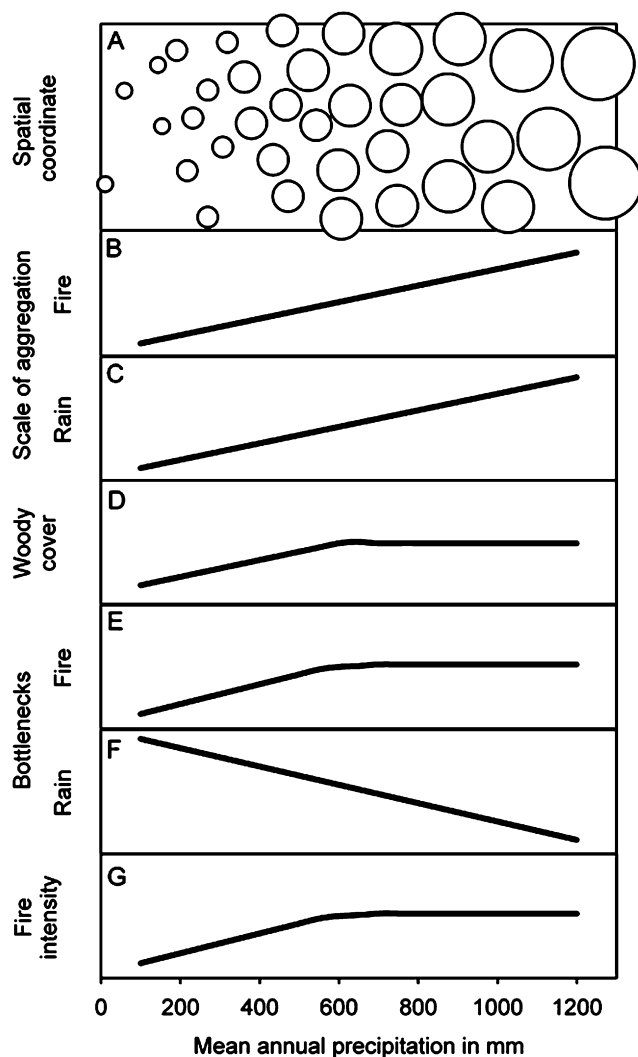 A
Spatial
coordinate
B
Scale of aggregation
Fire
C
Rain
D
Woody
cover
E
Bottlenecks
Fire
F
Rain
G
Fire
intensity
0 200 400 600 800 1000 1200
Mean annual precipitation in mm